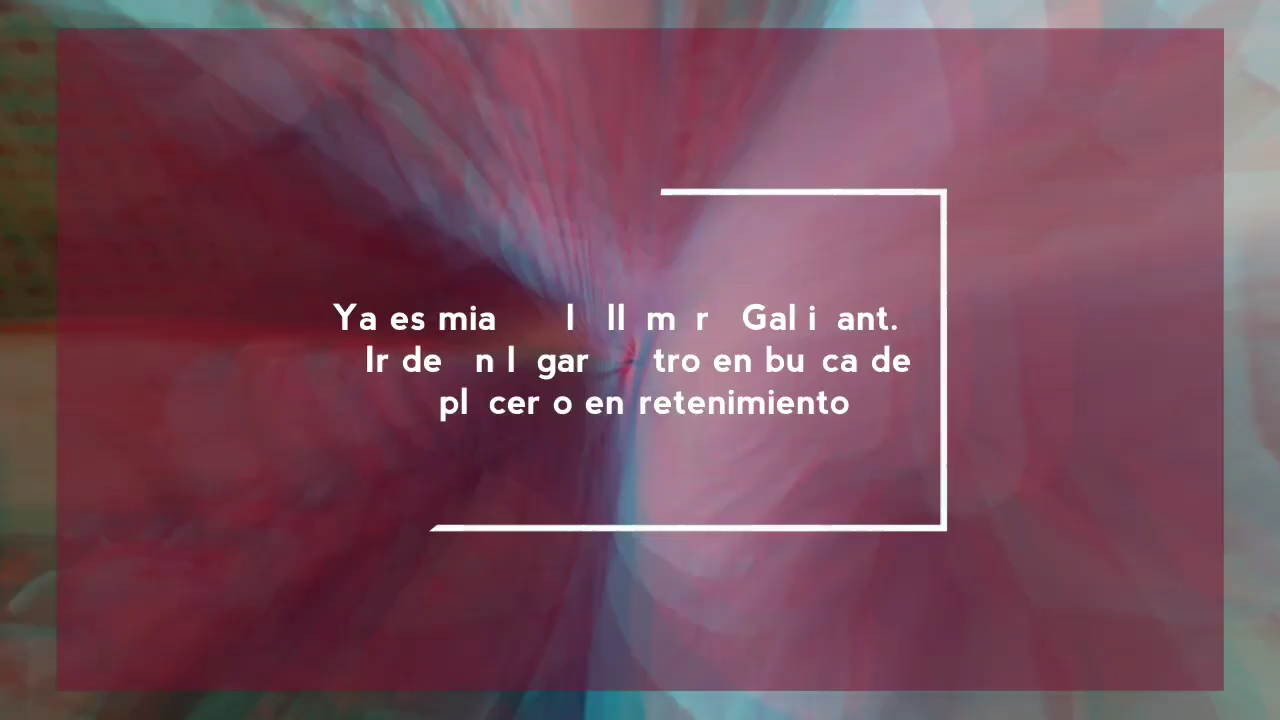 Ya es mia l ll m r Gal i ant.
Ir de n l gar tro en bu ca de
pl cer o en retenimiento